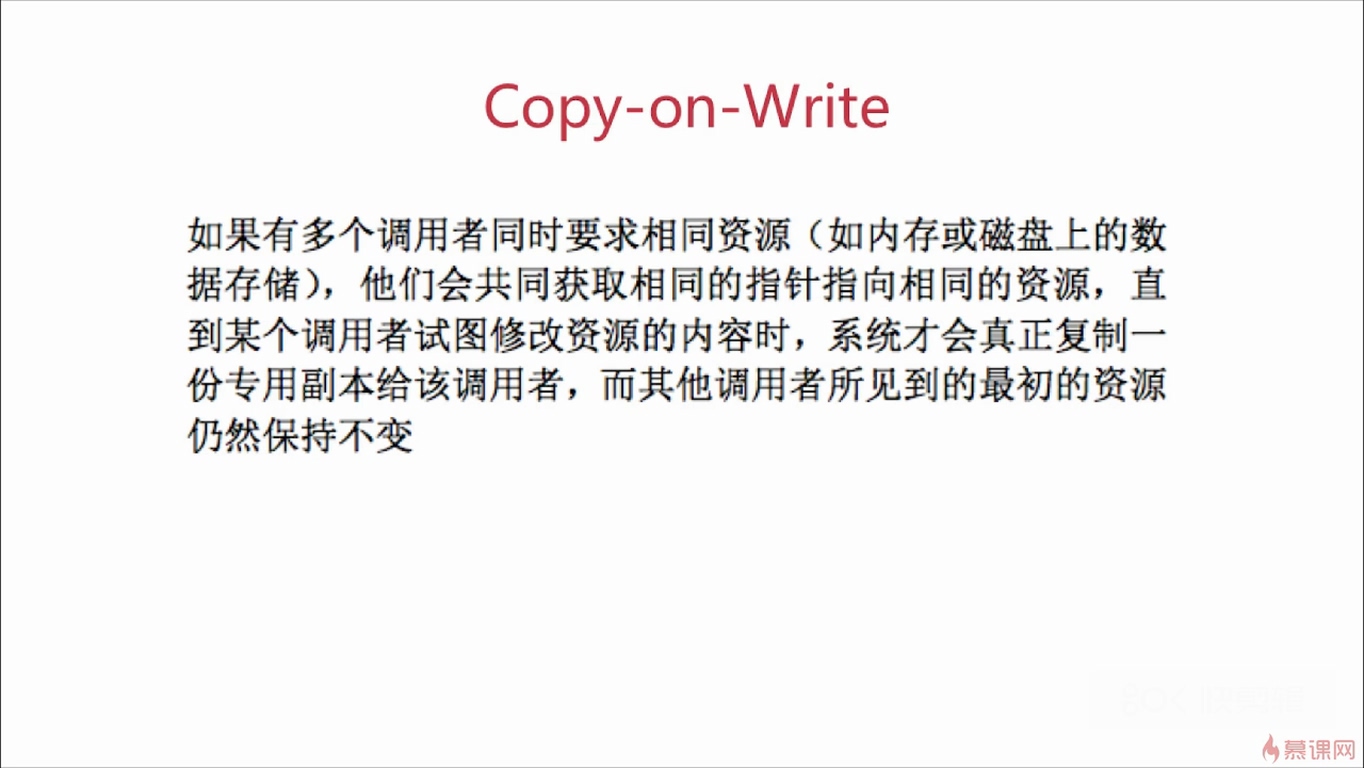 Copy-on-Write
如果有多个调用者同时要求相同资源（如内存或磁盘上的数
据存储），他们会共同获取相同的指针指向相同的资源，直
到某个调用者试图修改资源的内容时，系统才会真正复制一
份专用副本给该调用者，而其他调用者所见到的最初的资源
仍然保持不变
慕课网